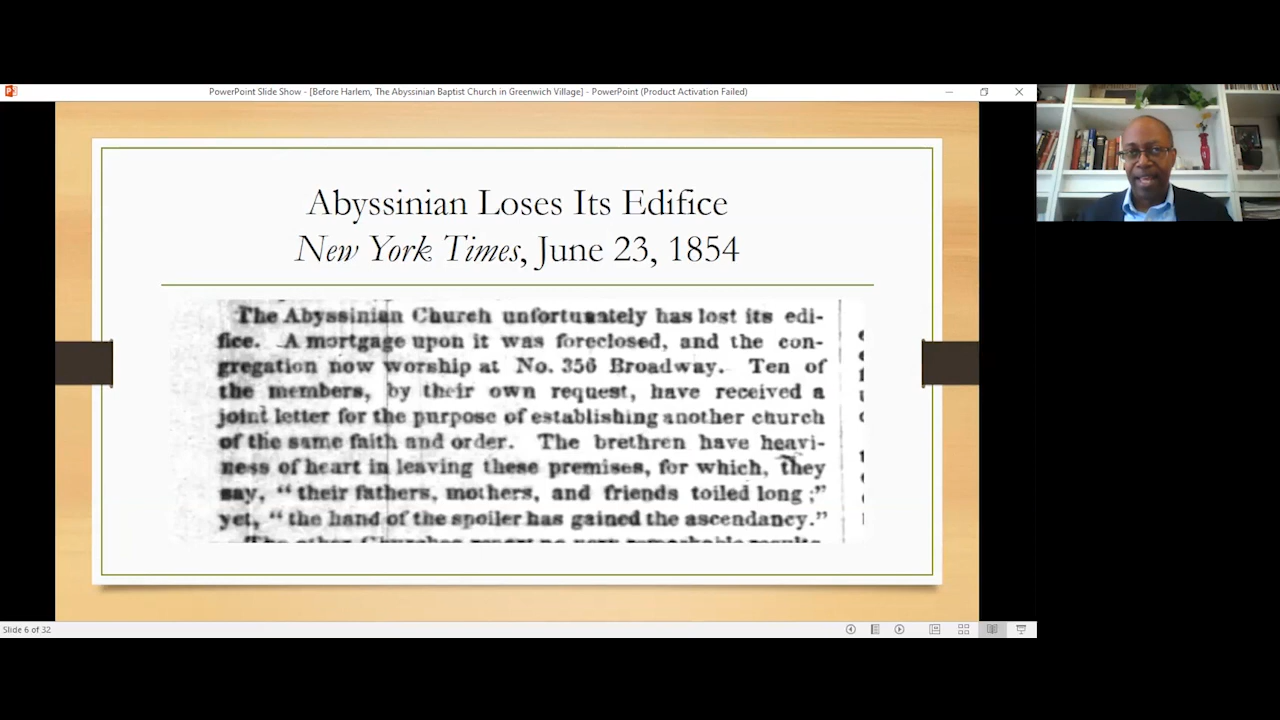 PowerPoint Slide Show - [Before Harlem, The Abyssinian Baptist Church in Greenwich Village] - PowerPoint (Product Activation Failed)
Abyssinian Loses Its Edifice
New York Times, June 23, 1854
The Abyssinian Church unfortunately has lost its edi-
fice. A mortgage upon it was foreclosed, and the con-
gregation now worship at No. 356 Broadway. Ten of
the members, by their own request, have received a
joint letter for the purpose of establishing another church
of the same faith and order. The brethren have heavi-
ness of heart in leaving these premises, for which, they
say, "their fathers, mothers, and friends toiled long;"
yet, "the hand of the spoiler has gained the ascendancy."
Slide 6 of 32